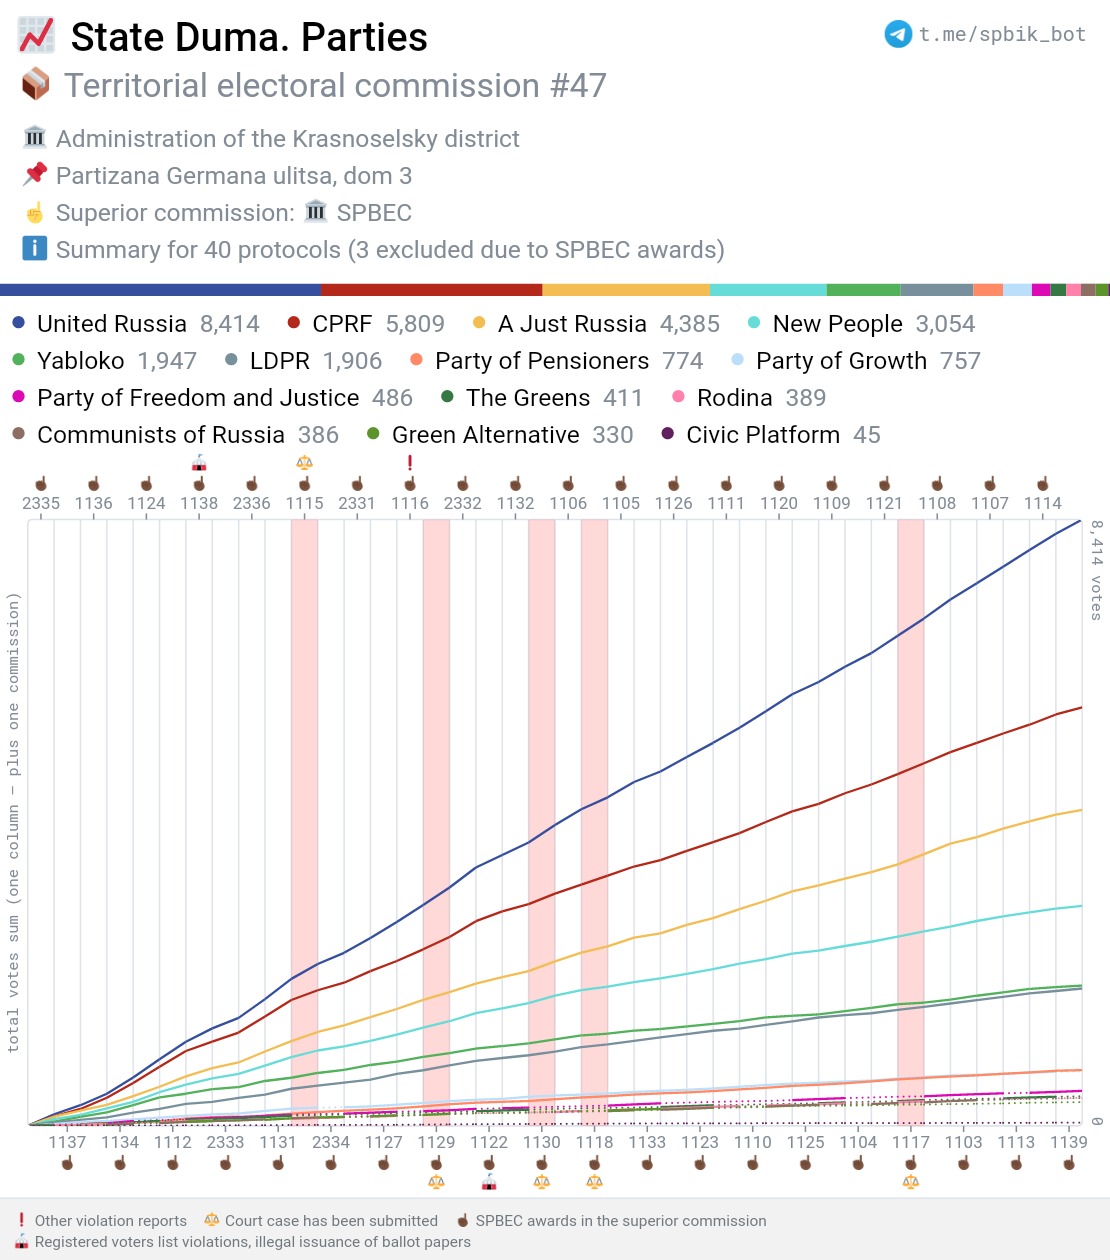 State Duma. Parties
t.me/spbik_bot
Territorial electoral commission #47
Administration of the Krasnoselsky district
Partizana Germana ulitsa, dom 3
Superior commission: SPBEC
Summary for 40 protocols (3 excluded due to SPBEC awards)
United Russia 8,414 CPRF 5,809 A Just Russia 4,385 New People 3,054
Yabloko 1,947 LDPR 1,906 Party of Pensioners 774 Party of Growth 757
Party of Freedom and Justice 486 The Greens 411 Rodina 389
Communists of Russia 386 Green Alternative 330 Civic Platform 45
2335 1136 1124 1138 2336 1115 2331 1116 2332 1132 1106 1105 1126 1111 1120 1109 1121 1108 1107 1114
8,414 votes
total votes sum (one column – plus one commission)
0
1137 1134 1112 2333 1131 2334 1127 1129 1122 1130 1118 1133 1123 1110 1125 1104 1117 1103 1113 1139
Other violation reports Court case has been submitted SPBEC awards in the superior commission
Registered voters list violations, illegal issuance of ballot papers